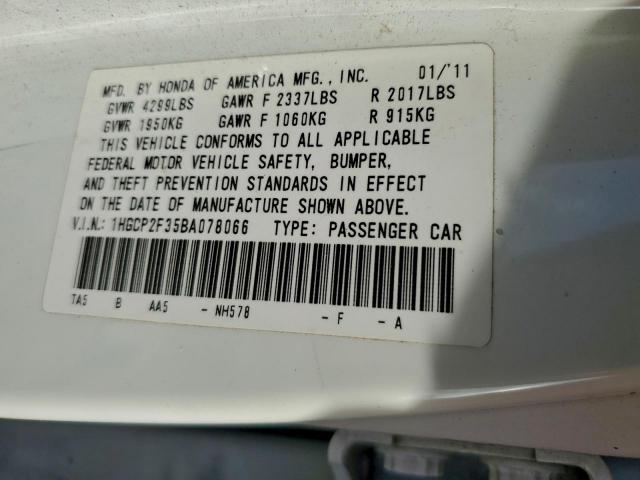 MFD. BY HONDA OF AMERICA MFG., INC. 01/'11
GVWR 4299LBS GAWR F 2337LBS R 2017LBS
GVWR 1950KG GAWR F 1060KG R 915KG
THIS VEHICLE CONFORMS TO ALL APPLICABLE
FEDERAL MOTOR VEHICLE SAFETY, BUMPER,
AND THEFT PREVENTION STANDARDS IN EFFECT
ON THE DATE OF MANUFACTURE SHOWN ABOVE.
V.I.N.: 1HGCP2F35BA078066 TYPE: PASSENGER CAR
TA5 B AA5 - NH578 - F - A